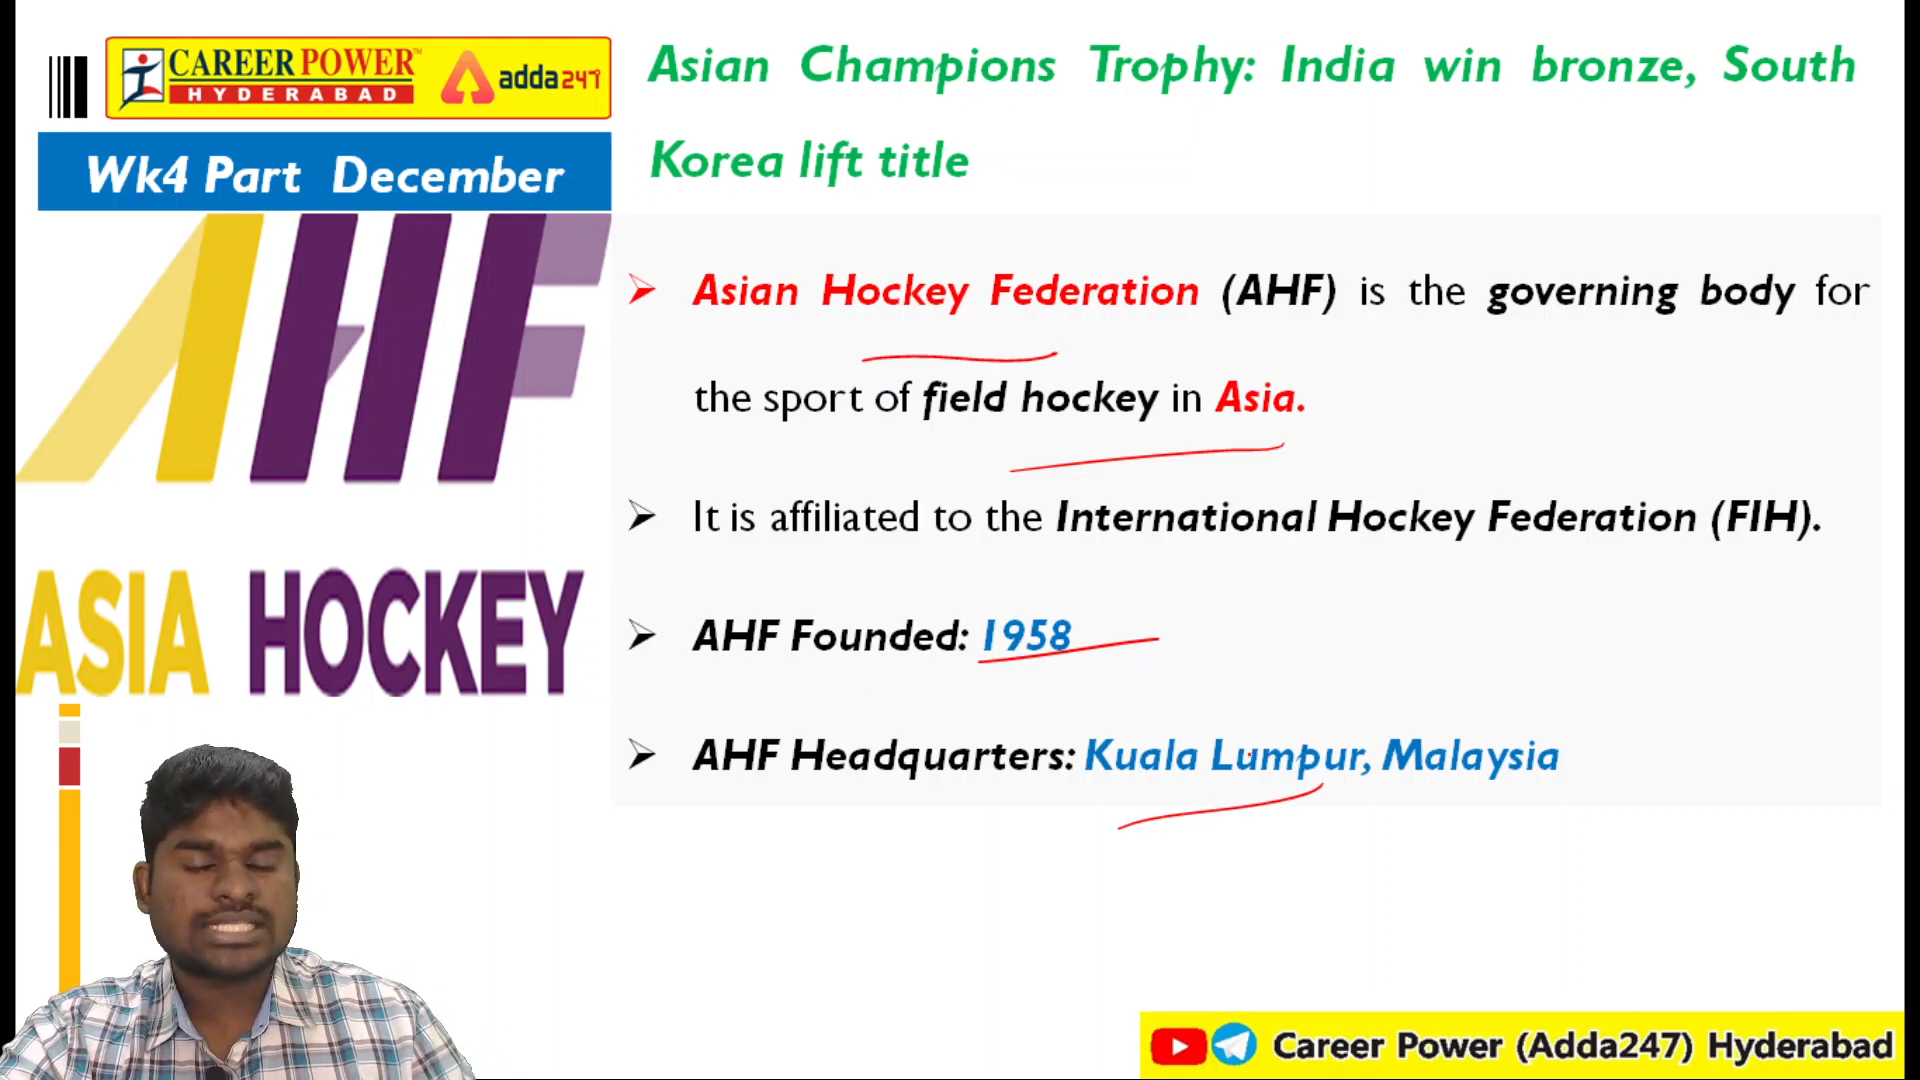 CAREER POWER
HYDERABAD
adda247
Wk4 Part December
Asian Champions Trophy: India win bronze, South
Korea lift title
AHF
ASIA HOCKEY
Asian Hockey Federation (AHF) is the governing body for
the sport of field hockey in Asia.
It is affiliated to the International Hockey Federation (FIH).
AHF Founded: 1958
AHF Headquarters: Kuala Lumpur, Malaysia
Career Power (Adda247) Hyderabad